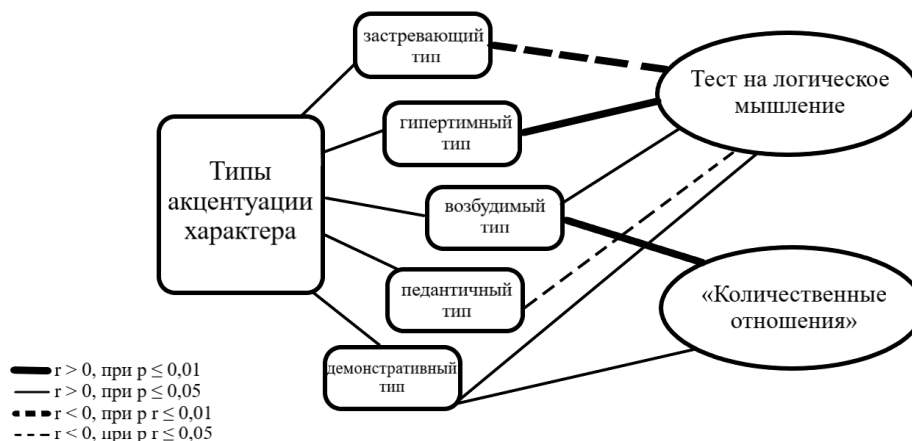 застревающий
тип
Тест на логическое
мышление
гипертимный
тип
Типы
акцентуации
характера
возбудимый
тип
педантичный
тип
«Количественные
отношения»
демонстративный
тип
r > 0, при p ≤ 0,01
r > 0, при p ≤ 0,05
r < 0, при p r ≤ 0,01
r < 0, при p r ≤ 0,05